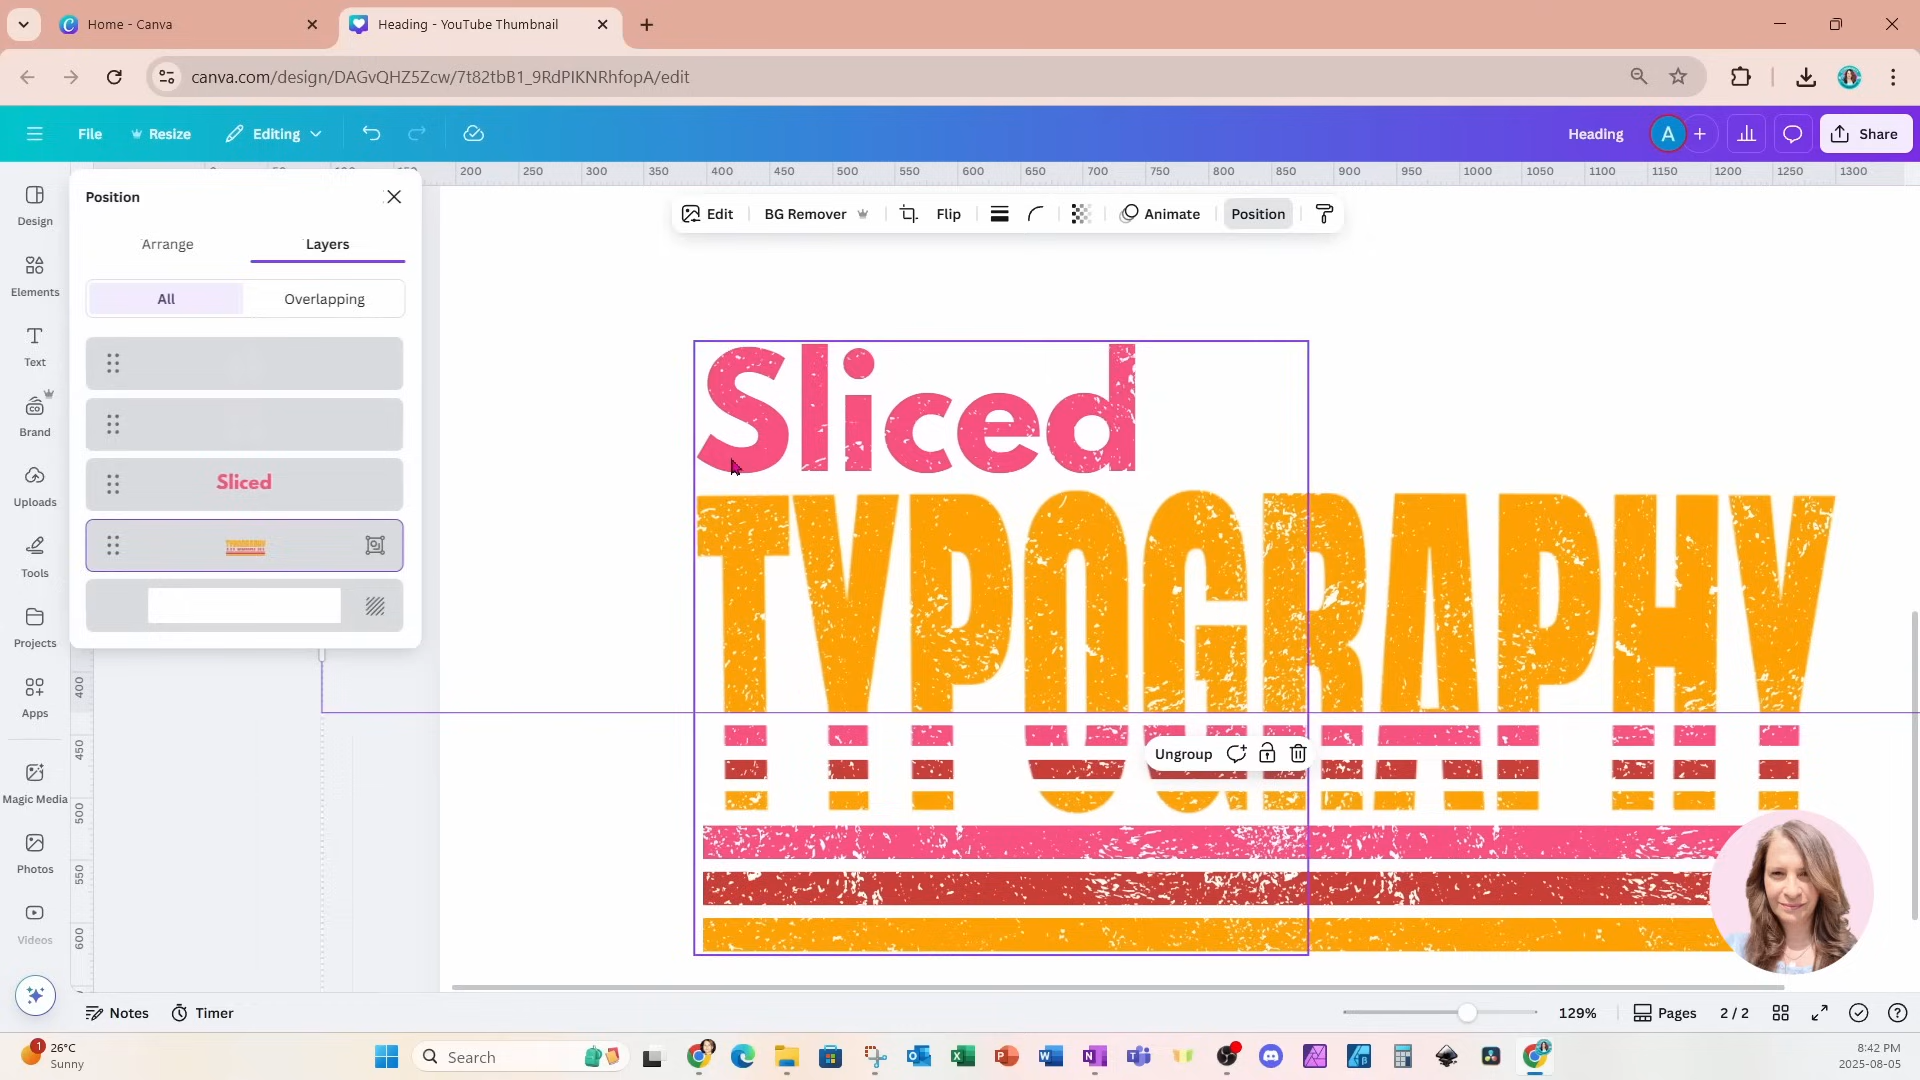 Home - Canva
Heading - YouTube Thumbnail
canva.com/design/DAGvQHZ5Zcw/7t82tbB1_9RdPIKNRhfopA/edit
File
Resize
Editing
Heading
A
Share
200 250 300 350 400 450 500 550 600 650 700 750 800 850 900 950 1000 1050 1100 1150 1200 1250 1300
Position
Arrange
Layers
All
Overlapping
Sliced
TYPOGRAPHY
Design
Elements
Text
Brand
Uploads
Tools
Projects
Apps
Magic Media
Photos
Videos
Edit
BG Remover
Flip
Animate
Position
Sliced
TYPOGRAPHY
Ungroup
400
450
500
550
600
Notes
Timer
129%
Pages
2 / 2
1
26°C
Sunny
Search
8:42 PM
2025-08-05